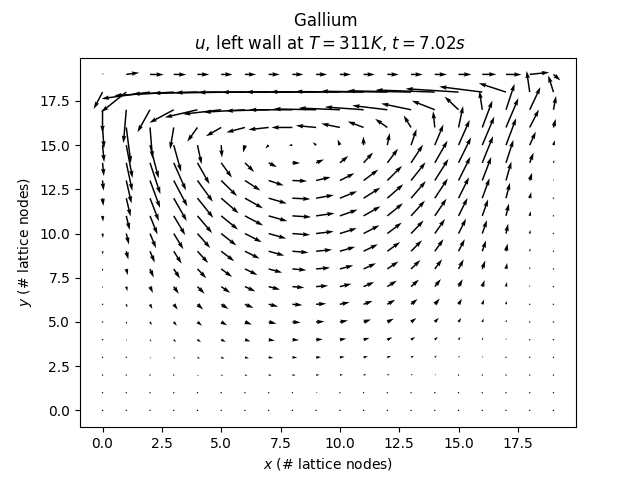 Gallium
u, left wall at T = 311K, t = 7.02s
17.5
15.0
12.5
10.0
7.5
5.0
2.5
0.0
y (# lattice nodes)
0.0 2.5 5.0 7.5 10.0 12.5 15.0 17.5
x (# lattice nodes)